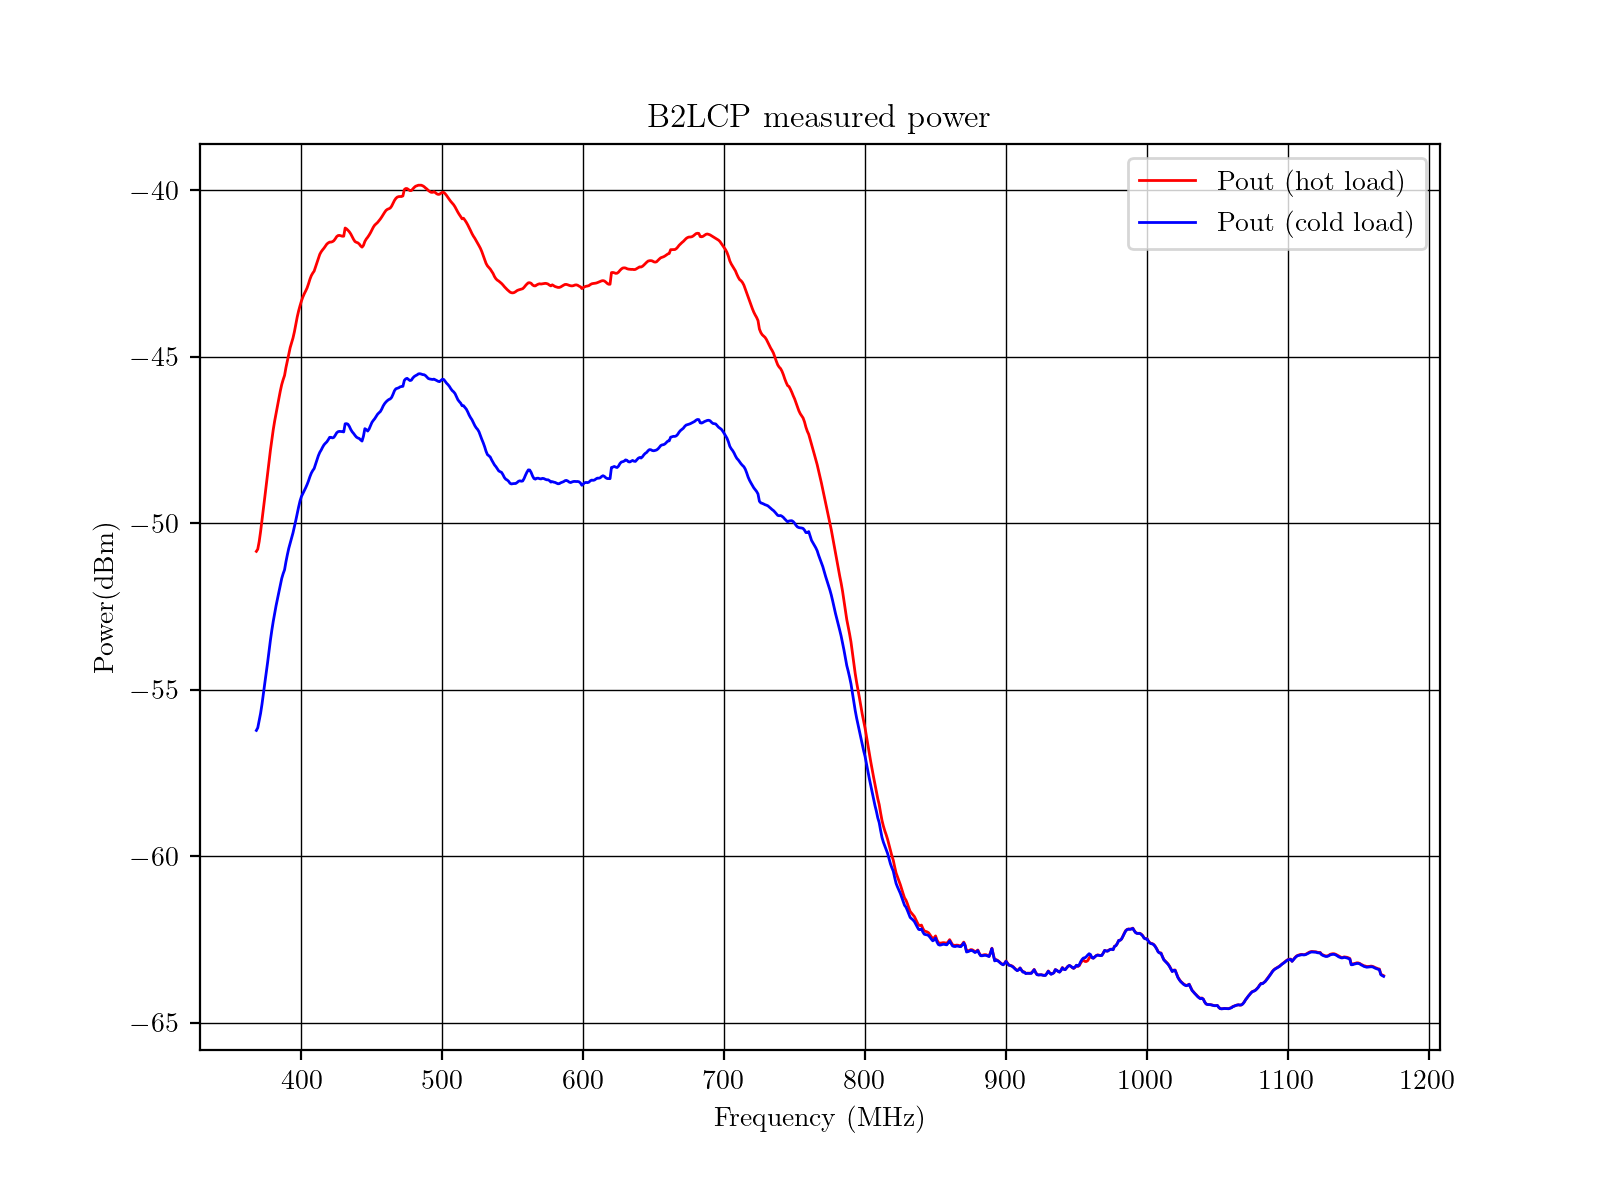 B2LCP measured power
Pout (hot load)
Pout (cold load)
Power(dBm)
−40
−45
−50
−55
−60
−65
400 500 600 700 800 900 1000 1100 1200
Frequency (MHz)